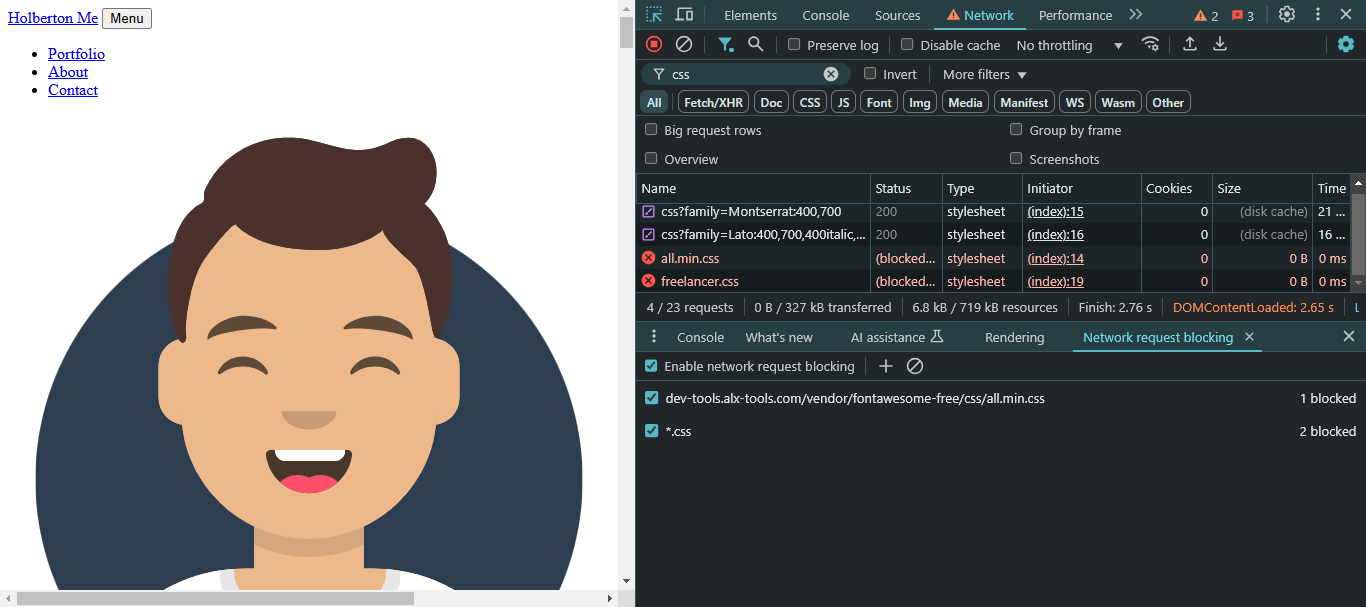 Holberton Me Menu
Portfolio
About
Contact
Elements Console Sources Network Performance 2 3
Preserve log Disable cache No throttling
css Invert More filters
All Fetch/XHR Doc CSS JS Font Img Media Manifest WS Wasm Other
Big request rows Group by frame
Overview Screenshots
Name Status Type Initiator Cookies Size Time
css?family=Montserrat:400,700 200 stylesheet (index):15 0 (disk cache) 21 ...
css?family=Lato:400,700,400italic,... 200 stylesheet (index):16 0 (disk cache) 16 ...
all.min.css (blocked... stylesheet (index):14 0 0 B 0 ms
freelancer.css (blocked... stylesheet (index):19 0 0 B 0 ms
4 / 23 requests 0 B / 327 kB transferred 6.8 kB / 719 kB resources Finish: 2.76 s DOMContentLoaded: 2.65 s L
Console What's new AI assistance Rendering Network request blocking
Enable network request blocking
dev-tools.alx-tools.com/vendor/fontawesome-free/css/all.min.css 1 blocked
*.css 2 blocked